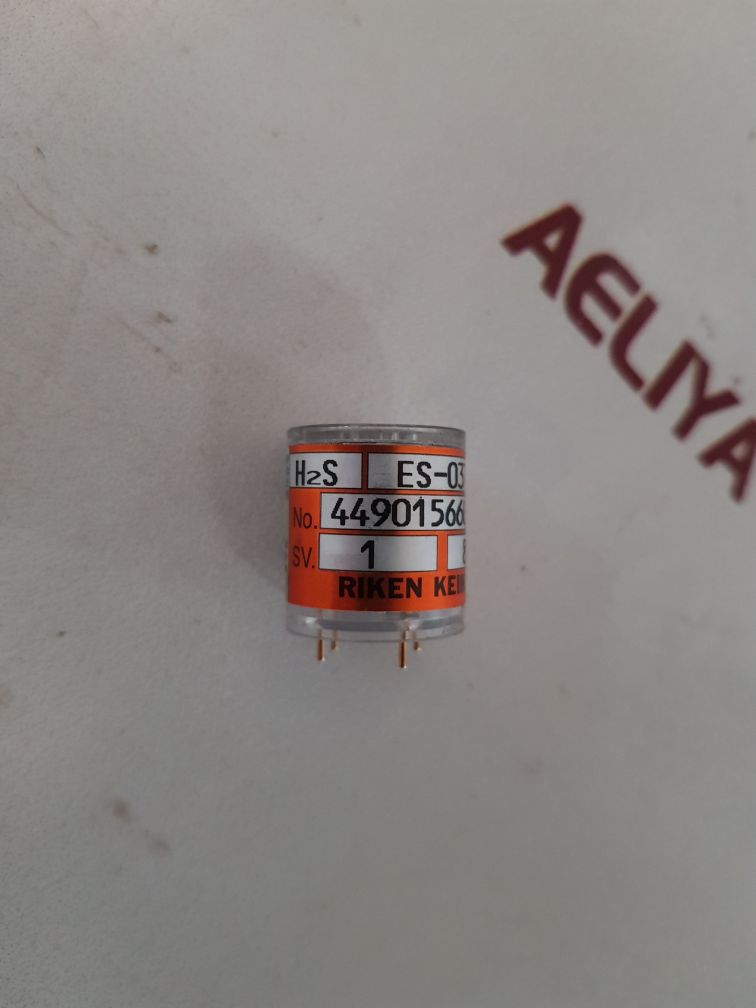 AELIYA
H₂S ES-03
No. 44901566
SV. 1
RIKEN KEI